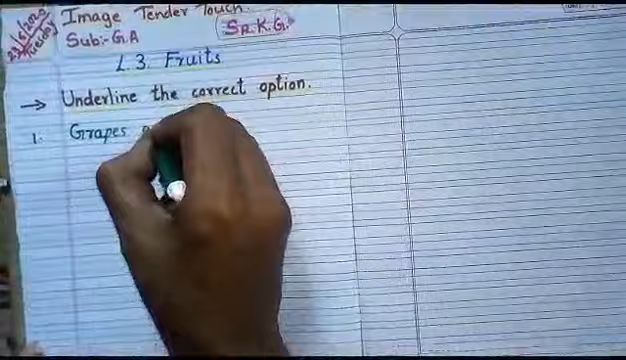 Image Tender Touch
Sub:- G.A
Sr.K.G.
L.3. Fruits
→ Underline the correct option.
1. Grapes